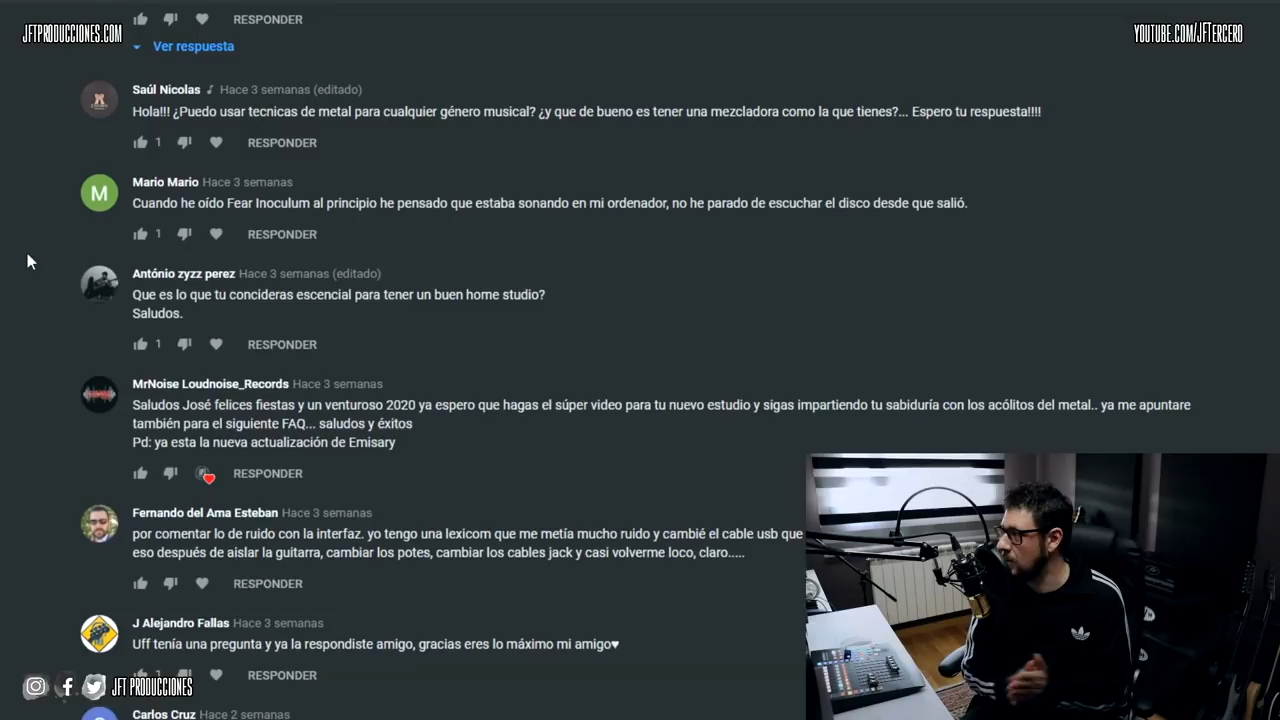 JFTPRODUCCIONES.COM
YOUTUBE.COM/JFTERCERO
RESPONDER
Ver respuesta
Saúl Nicolas Hace 3 semanas (editado)
Hola!!! ¿Puedo usar tecnicas de metal para cualquier género musical? ¿y que de bueno es tener una mezcladora como la que tienes?... Espero tu respuesta!!!!
1 RESPONDER
M
Mario Mario Hace 3 semanas
Cuando he oído Fear Inoculum al principio he pensado que estaba sonando en mi ordenador, no he parado de escuchar el disco desde que salió.
1 RESPONDER
António zyzz perez Hace 3 semanas (editado)
Que es lo que tu concideras escencial para tener un buen home studio?
Saludos.
1 RESPONDER
MrNoise Loudnoise_Records Hace 3 semanas
Saludos José felices fiestas y un venturoso 2020 ya espero que hagas el súper video para tu nuevo estudio y sigas impartiendo tu sabiduría con los acólitos del metal.. ya me apuntare
también para el siguiente FAQ... saludos y éxitos
Pd: ya esta la nueva actualización de Emisary
RESPONDER
Fernando del Ama Esteban Hace 3 semanas
por comentar lo de ruido con la interfaz. yo tengo una lexicom que me metía mucho ruido y cambié el cable usb que
eso después de aislar la guitarra, cambiar los potes, cambiar los cables jack y casi volverme loco, claro.....
RESPONDER
J Alejandro Fallas Hace 3 semanas
Uff tenía una pregunta y ya la respondiste amigo, gracias eres lo máximo mi amigo♥
1 RESPONDER
JFT PRODUCCIONES
Carlos Cruz Hace 2 semanas